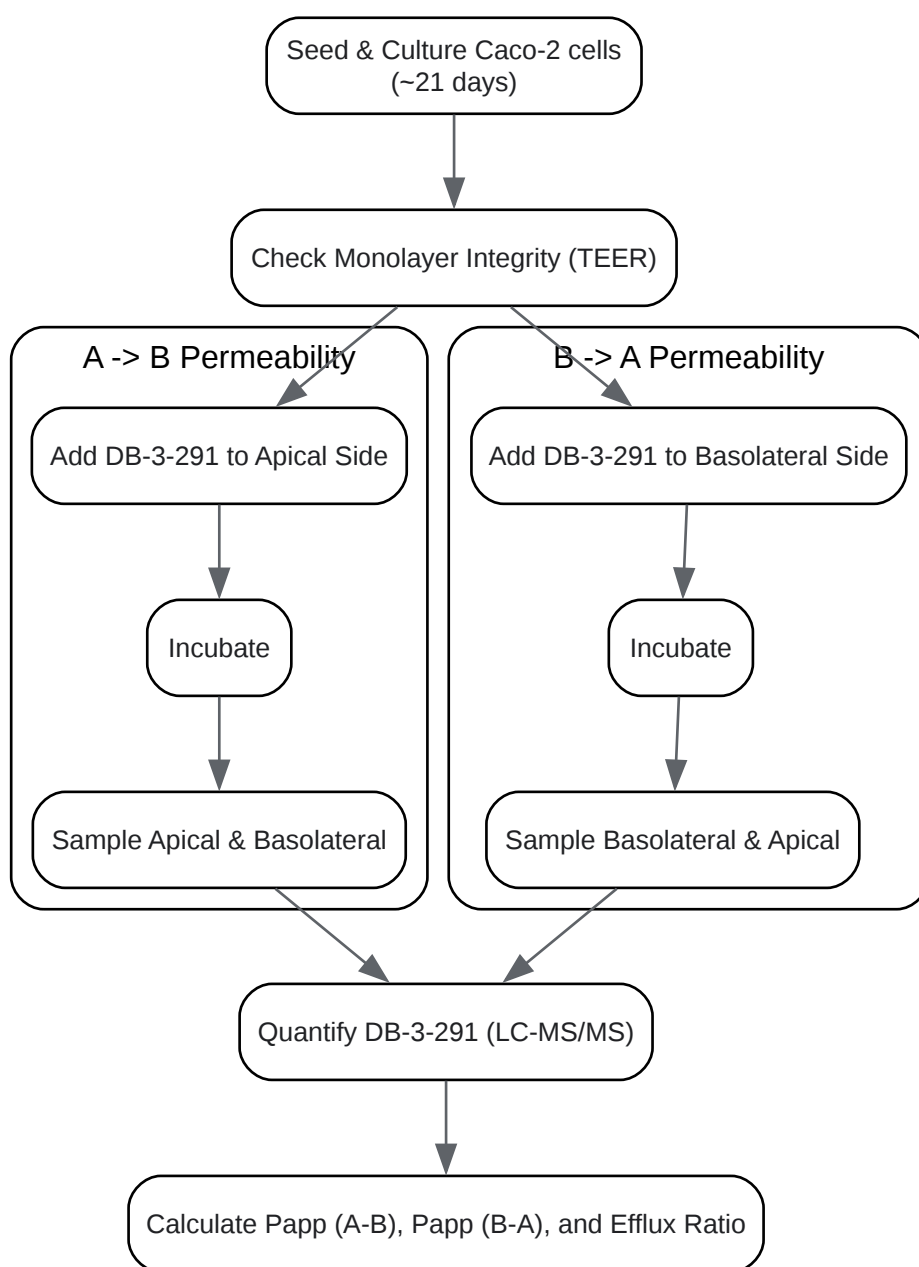 Seed & Culture Caco-2 cells
(~21 days)
Check Monolayer Integrity (TEER)
A -> B Permeability
B -> A Permeability
Add DB-3-291 to Apical Side
Add DB-3-291 to Basolateral Side
Incubate
Incubate
Sample Apical & Basolateral
Sample Basolateral & Apical
Quantify DB-3-291 (LC-MS/MS)
Calculate Papp (A-B), Papp (B-A), and Efflux Ratio